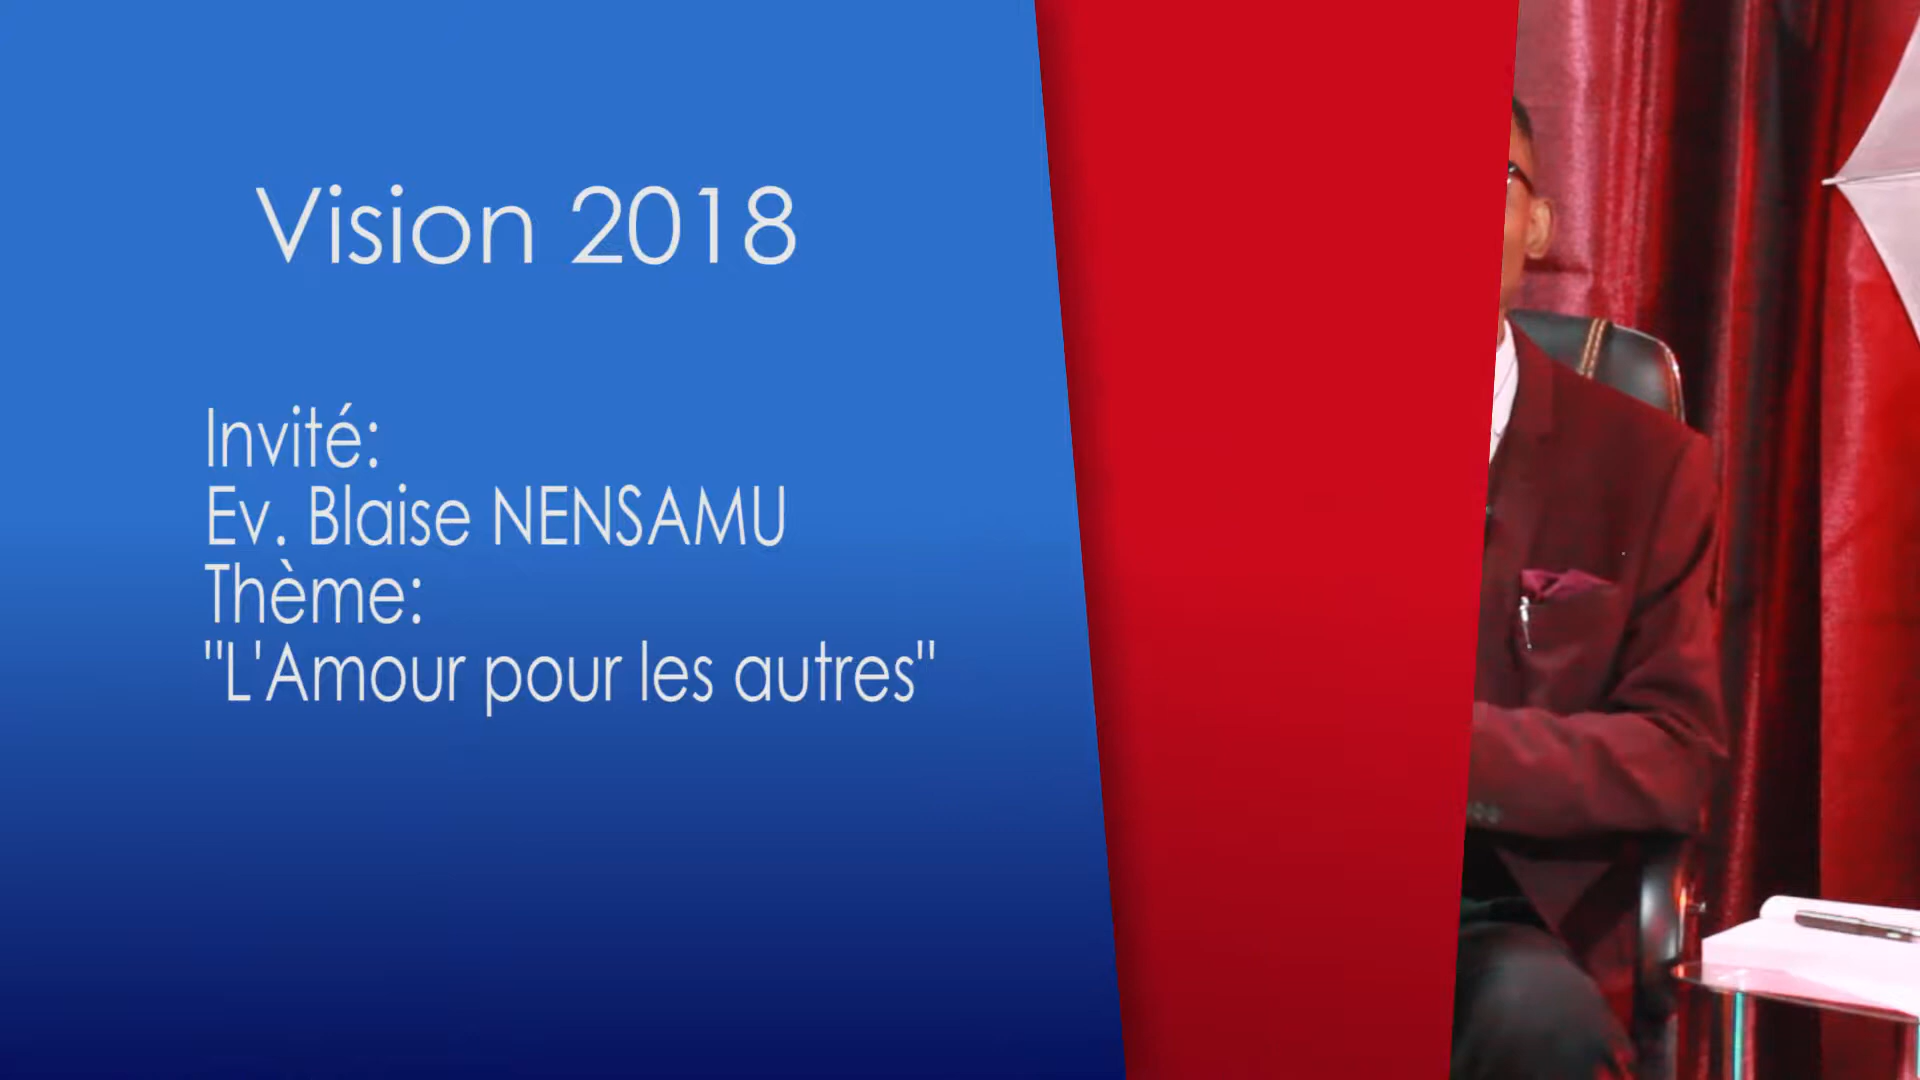 Vision 2018
Invité:
Ev. Blaise NENSAMU
Thème:
"L'Amour pour les autres"